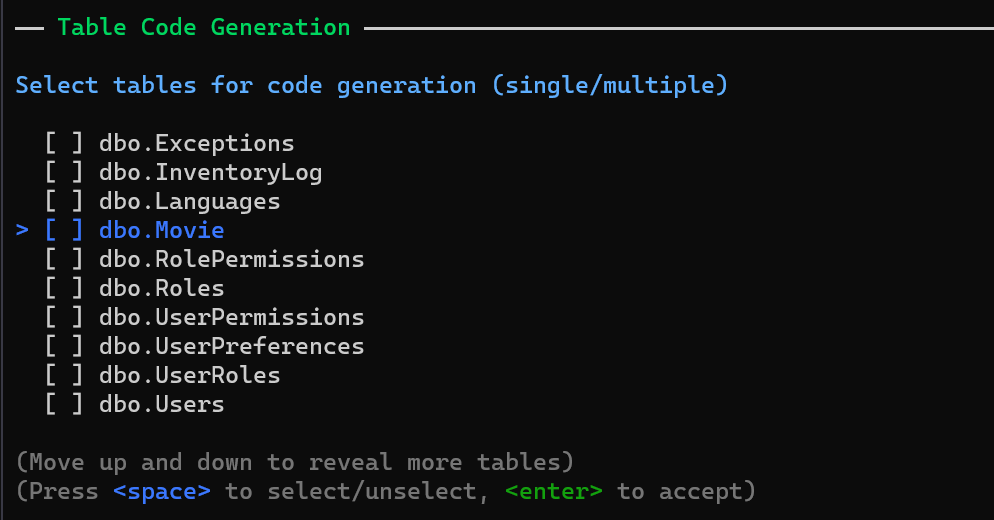 Table Code Generation
Select tables for code generation (single/multiple)
[ ] dbo.Exceptions
[ ] dbo.InventoryLog
[ ] dbo.Languages
> [ ] dbo.Movie
[ ] dbo.RolePermissions
[ ] dbo.Roles
[ ] dbo.UserPermissions
[ ] dbo.UserPreferences
[ ] dbo.UserRoles
[ ] dbo.Users
(Move up and down to reveal more tables)
(Press <space> to select/unselect, <enter> to accept)